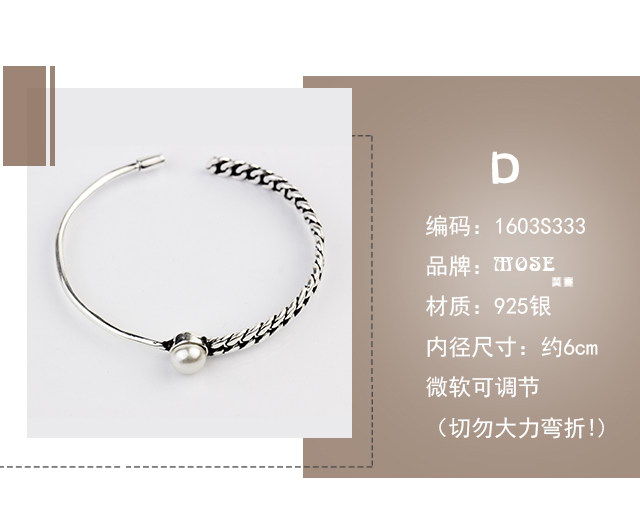 D
编码：1603S333
品牌：MOSE
材质：925银
内径尺寸：约6cm
微软可调节
（切勿大力弯折!）